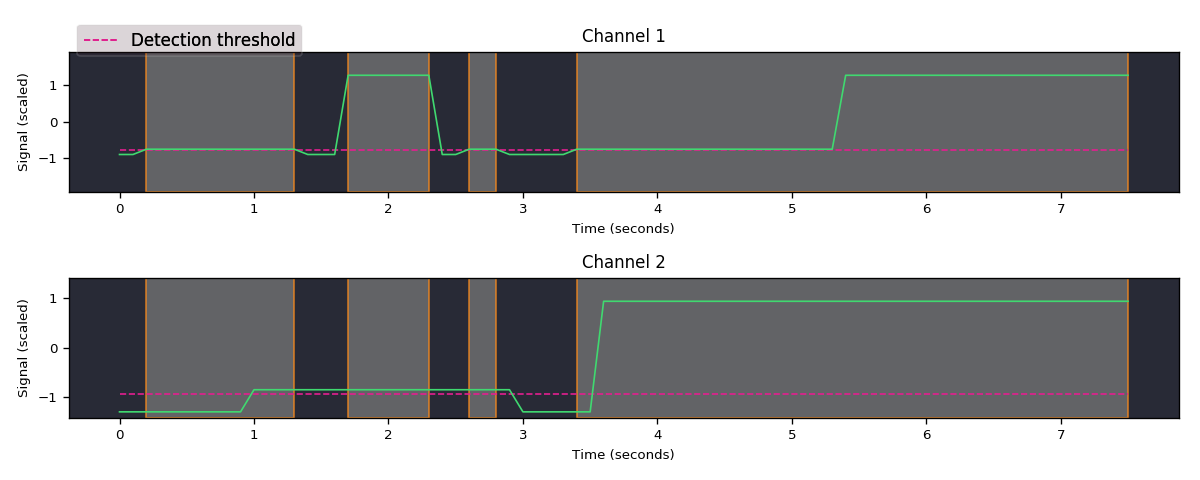 Detection threshold
Channel 1
Signal (scaled)
1
0
−1
0 1 2 3 4 5 6 7
Time (seconds)
Channel 2
Signal (scaled)
1
0
−1
0 1 2 3 4 5 6 7
Time (seconds)